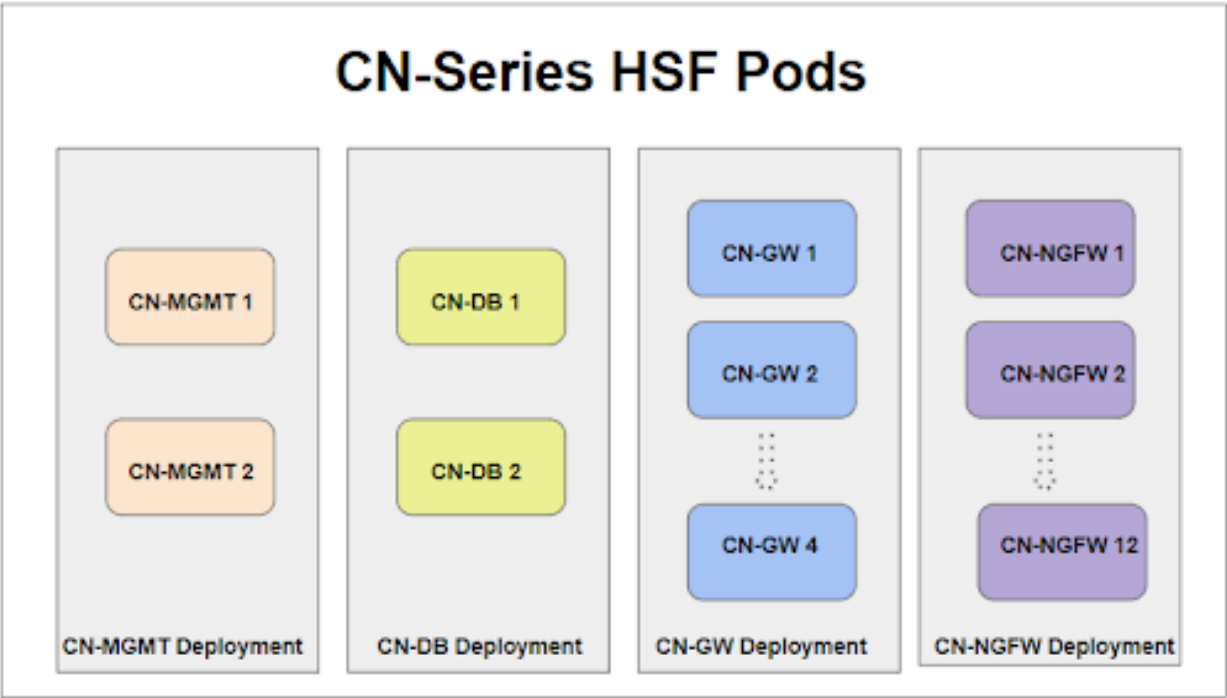 CN-Series HSF Pods
CN-MGMT 1
CN-MGMT 2
CN-MGMT Deployment
CN-DB 1
CN-DB 2
CN-DB Deployment
CN-GW 1
CN-GW 2
CN-GW 4
CN-GW Deployment
CN-NGFW 1
CN-NGFW 2
CN-NGFW 12
CN-NGFW Deployment